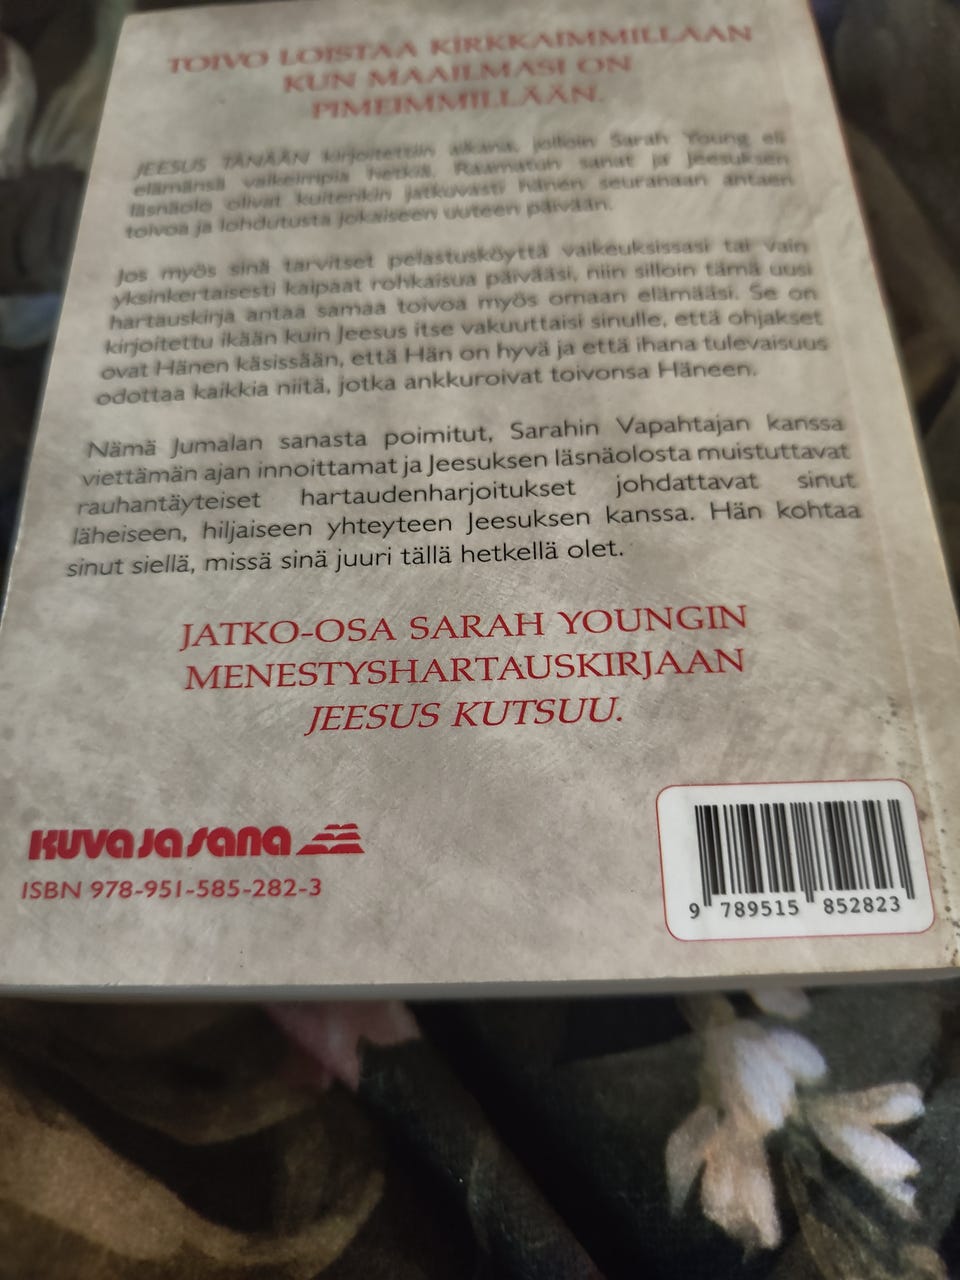 TOIVO LOISTAA KIRKKAIMMILLAAN
KUN MAAILMASI ON
PIMEIMMILLÄÄN.
JEESUS TÄNÄÄN kirjoitettiin aikana, jolloin Sarah Young eli
elämänsä vaikeimpia hetkiä. Raamatun sanat ja Jeesuksen
läsnäolo olivat kuitenkin jatkuvasti hänen seuranaan antaen
toivoa ja lohdutusta jokaiseen uuteen päivään.
Jos myös sinä tarvitset pelastusköyttä vaikeuksissasi tai vain
yksinkertaisesti kaipaat rohkaisua päivääsi, niin silloin tämä uusi
hartauskirja antaa samaa toivoa myös omaan elämääsi. Se on
kirjoitettu ikään kuin Jeesus itse vakuuttaisi sinulle, että ohjakset
ovat Hänen käsissään, että Hän on hyvä ja että ihana tulevaisuus
odottaa kaikkia niitä, jotka ankkuroivat toivonsa Häneen.
Nämä Jumalan sanasta poimitut, Sarahin Vapahtajan kanssa
viettämän ajan innoittamat ja Jeesuksen läsnäolosta muistuttavat
rauhantäyteiset hartaudenharjoitukset johdattavat sinut
läheiseen, hiljaiseen yhteyteen Jeesuksen kanssa. Hän kohtaa
sinut siellä, missä sinä juuri tällä hetkellä olet.
JATKO-OSA SARAH YOUNGIN
MENESTYSHARTAUSKIRJAAN
JEESUS KUTSUU.
kuva ja sana
ISBN 978-951-585-282-3
9 789515 852823